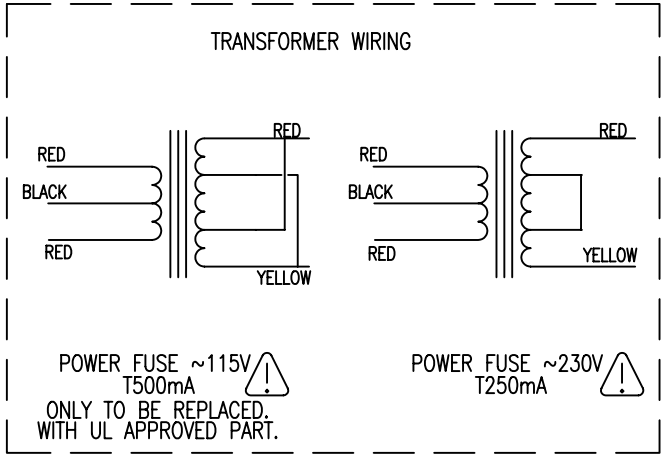 TRANSFORMER WIRING
RED
BLACK
RED
RED
YELLOW
RED
BLACK
RED
RED
YELLOW
POWER FUSE ~115V
T500mA
ONLY TO BE REPLACED.
WITH UL APPROVED PART.
!
POWER FUSE ~230V
T250mA
!